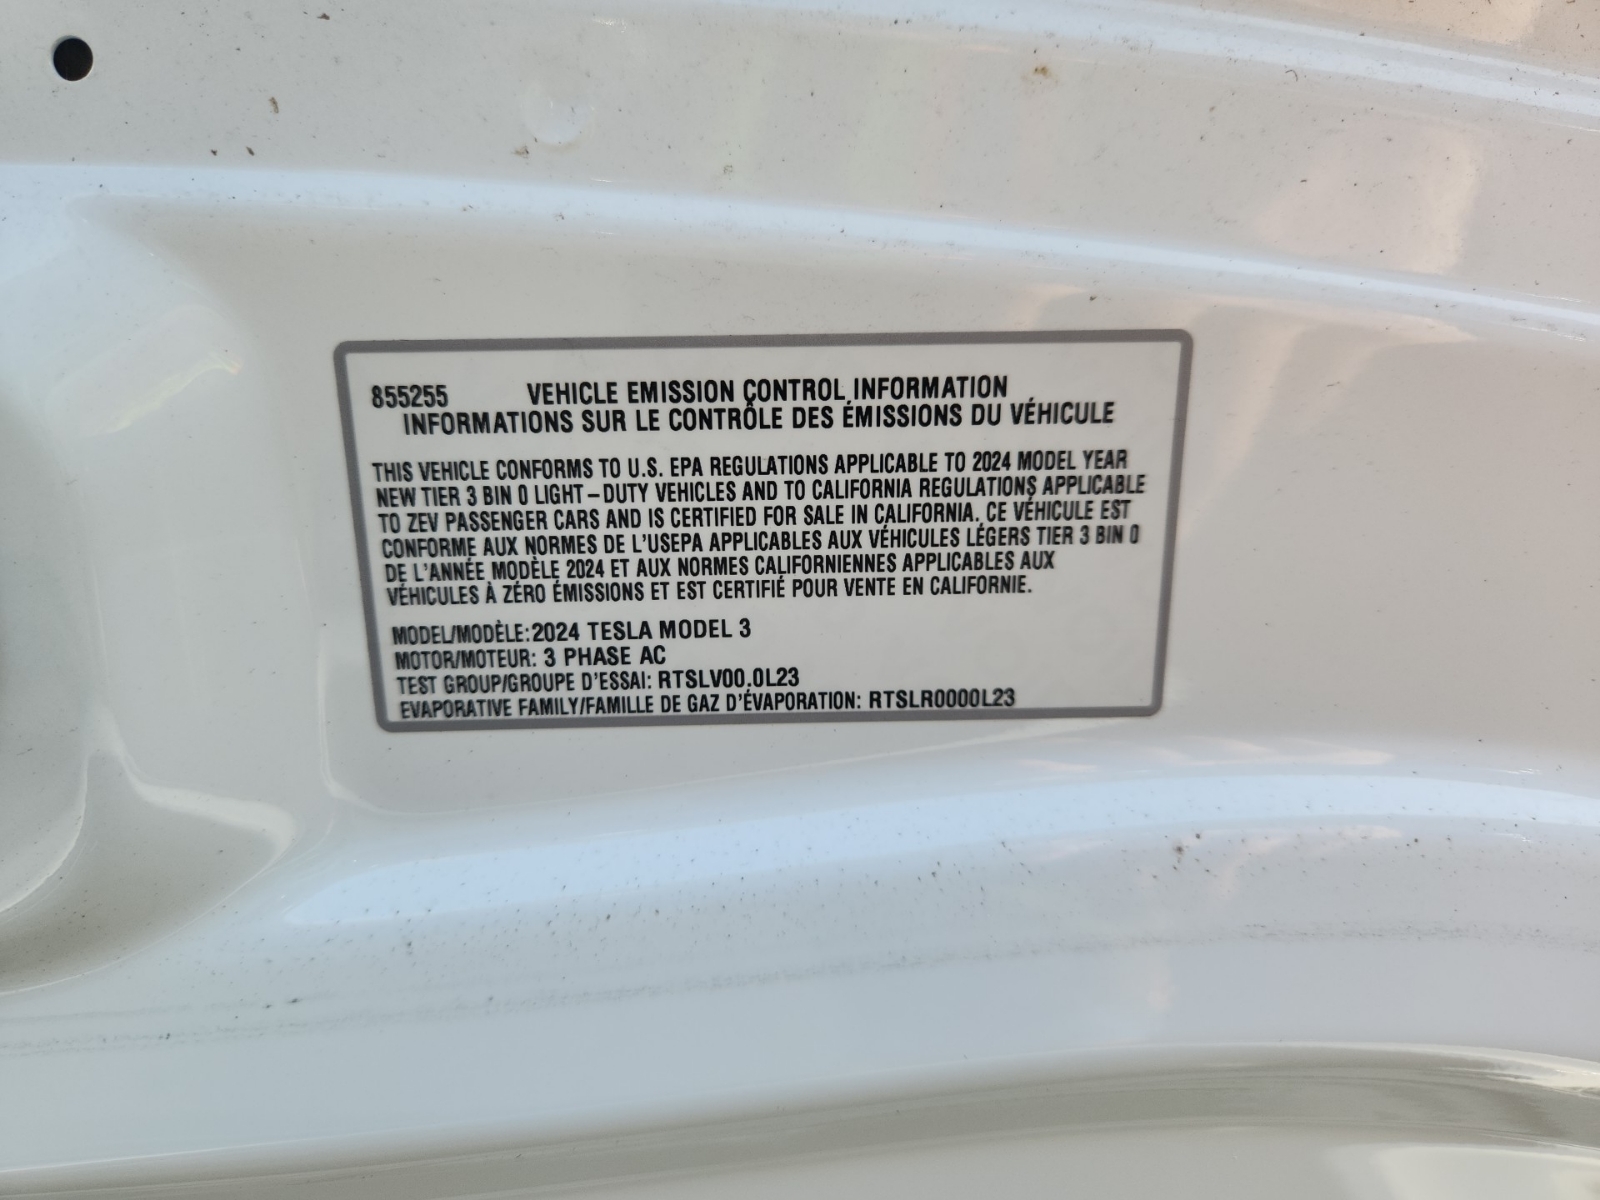 855255 VEHICLE EMISSION CONTROL INFORMATION
INFORMATIONS SUR LE CONTRÔLE DES ÉMISSIONS DU VÉHICULE
THIS VEHICLE CONFORMS TO U.S. EPA REGULATIONS APPLICABLE TO 2024 MODEL YEAR
NEW TIER 3 BIN 0 LIGHT–DUTY VEHICLES AND TO CALIFORNIA REGULATIONS APPLICABLE
TO ZEV PASSENGER CARS AND IS CERTIFIED FOR SALE IN CALIFORNIA. CE VÉHICULE EST
CONFORME AUX NORMES DE L'USEPA APPLICABLES AUX VÉHICULES LÉGERS TIER 3 BIN 0
DE L'ANNÉE MODÈLE 2024 ET AUX NORMES CALIFORNIENNES APPLICABLES AUX
VÉHICULES À ZÉRO ÉMISSIONS ET EST CERTIFIÉ POUR VENTE EN CALIFORNIE.
MODEL/MODÈLE:2024 TESLA MODEL 3
MOTOR/MOTEUR: 3 PHASE AC
TEST GROUP/GROUPE D'ESSAI: RTSLV00.0L23
EVAPORATIVE FAMILY/FAMILLE DE GAZ D'ÉVAPORATION: RTSLR0000L23